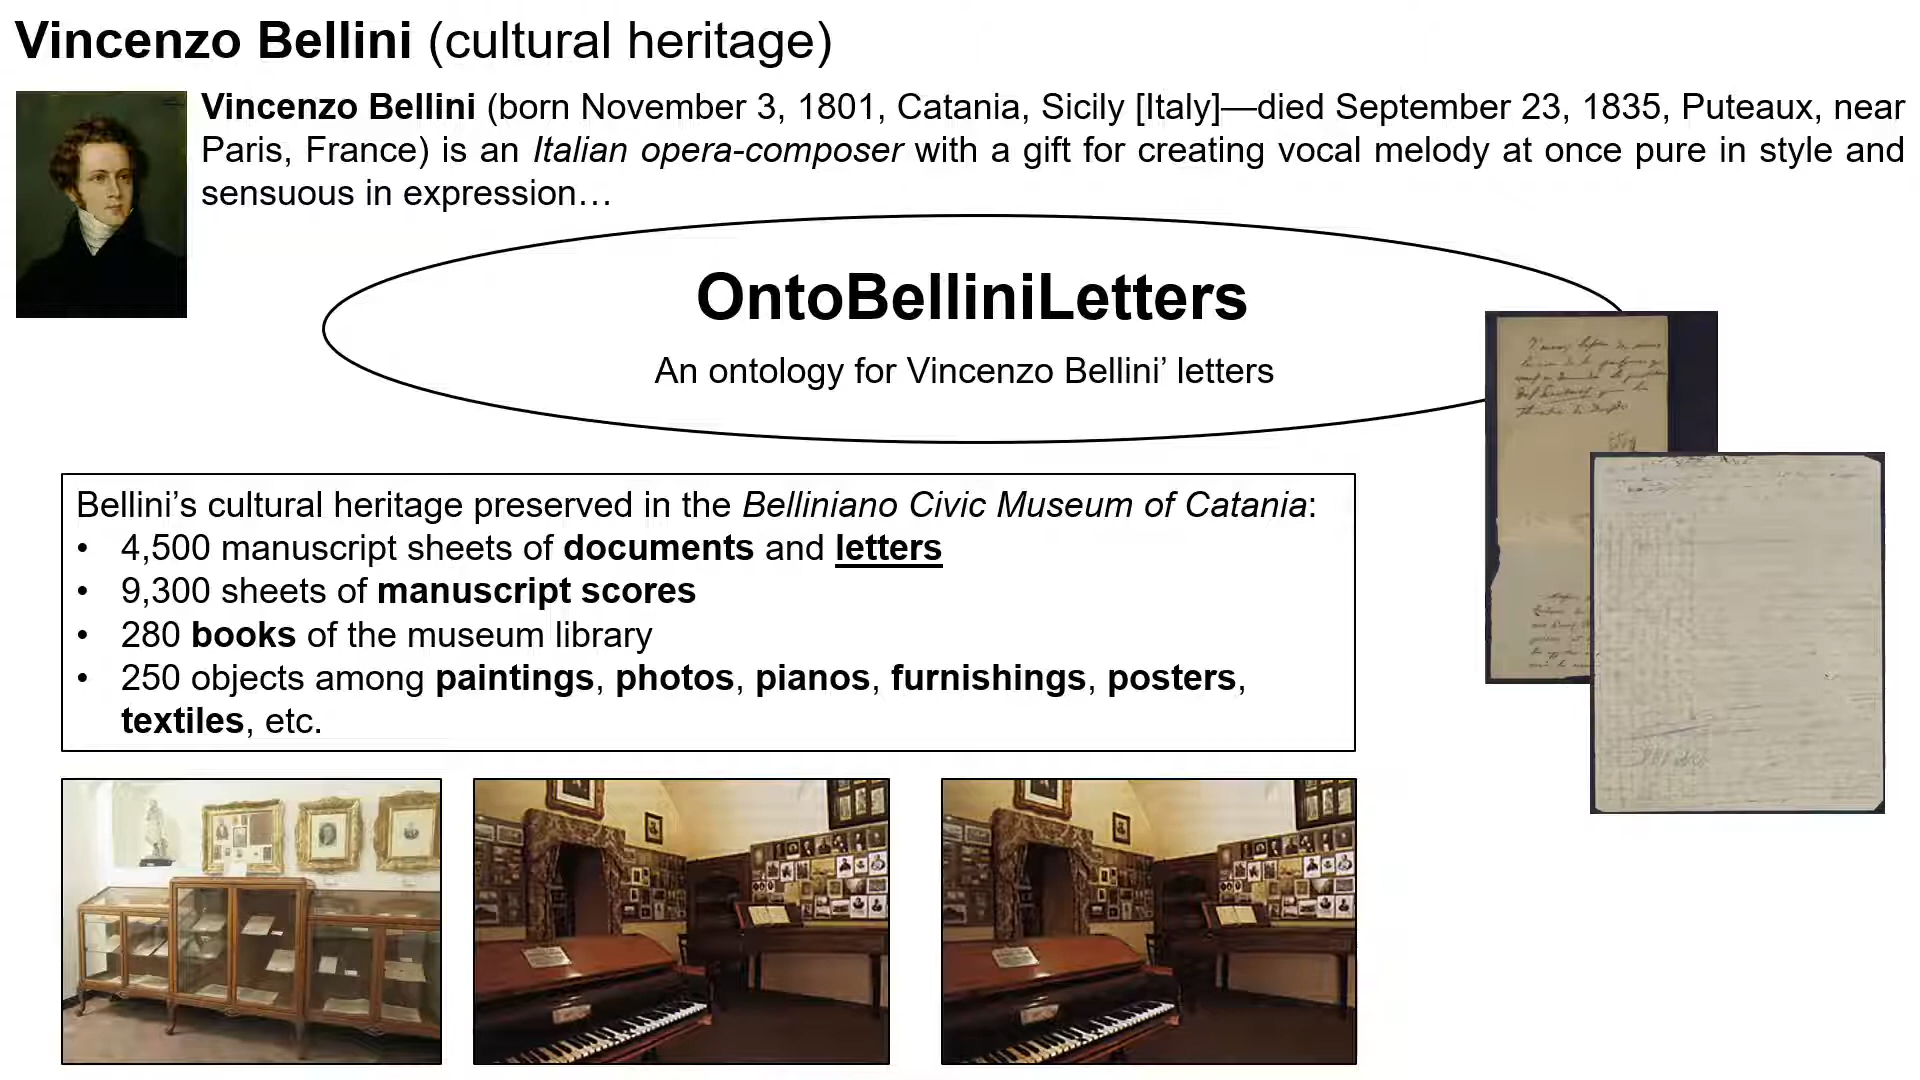 Vincenzo Bellini (cultural heritage)
Vincenzo Bellini (born November 3, 1801, Catania, Sicily [Italy]—died September 23, 1835, Puteaux, near
Paris, France) is an Italian opera-composer with a gift for creating vocal melody at once pure in style and
sensuous in expression…
OntoBelliniLetters
An ontology for Vincenzo Bellini’ letters
Bellini’s cultural heritage preserved in the Belliniano Civic Museum of Catania:
• 4,500 manuscript sheets of documents and letters
• 9,300 sheets of manuscript scores
• 280 books of the museum library
• 250 objects among paintings, photos, pianos, furnishings, posters,
textiles, etc.